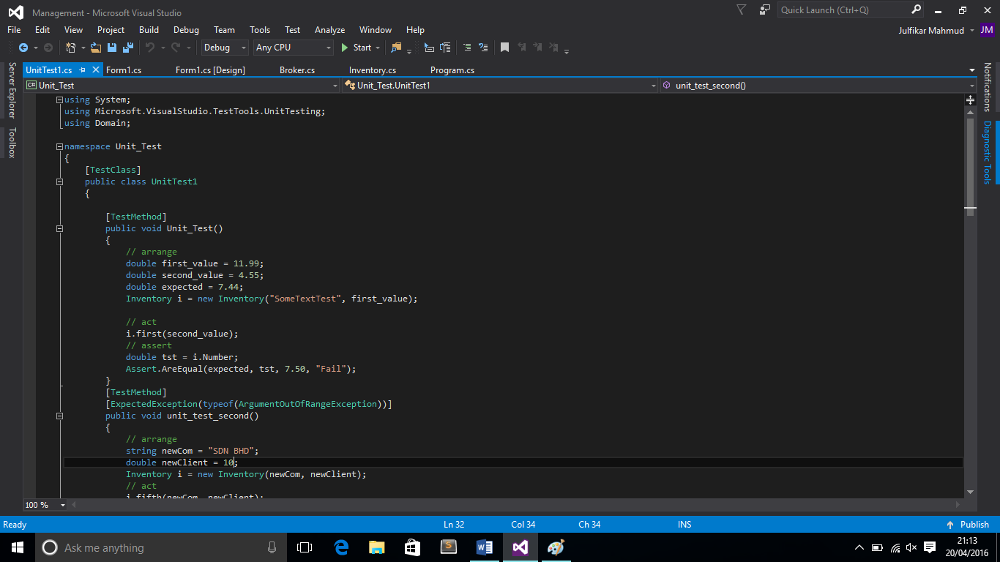 Management - Microsoft Visual Studio
Quick Launch (Ctrl+Q)
File Edit View Project Build Debug Team Tools Test Analyze Window Help
Julfikar Mahmud JM
Debug Any CPU Start
UnitTest1.cs Form1.cs Form1.cs [Design] Broker.cs Inventory.cs Program.cs
C# Unit_Test Unit_Test.UnitTest1 unit_test_second()
Server Explorer
Toolbox
Notifications
Diagnostic Tools
using System;
using Microsoft.VisualStudio.TestTools.UnitTesting;
using Domain;
namespace Unit_Test
{
[TestClass]
public class UnitTest1
{
[TestMethod]
public void Unit_Test()
{
// arrange
double first_value = 11.99;
double second_value = 4.55;
double expected = 7.44;
Inventory i = new Inventory("SomeTextTest", first_value);
// act
i.first(second_value);
// assert
double tst = i.Number;
Assert.AreEqual(expected, tst, 7.50, "Fail");
}
[TestMethod]
[ExpectedException(typeof(ArgumentOutOfRangeException))]
public void unit_test_second()
{
// arrange
string newCom = "SDN BHD";
double newClient = 10;
Inventory i = new Inventory(newCom, newClient);
// act
i.fifth(newCom, newClient);
100 %
Ready Ln 32 Col 34 Ch 34 INS Publish
Ask me anything
21:13
20/04/2016